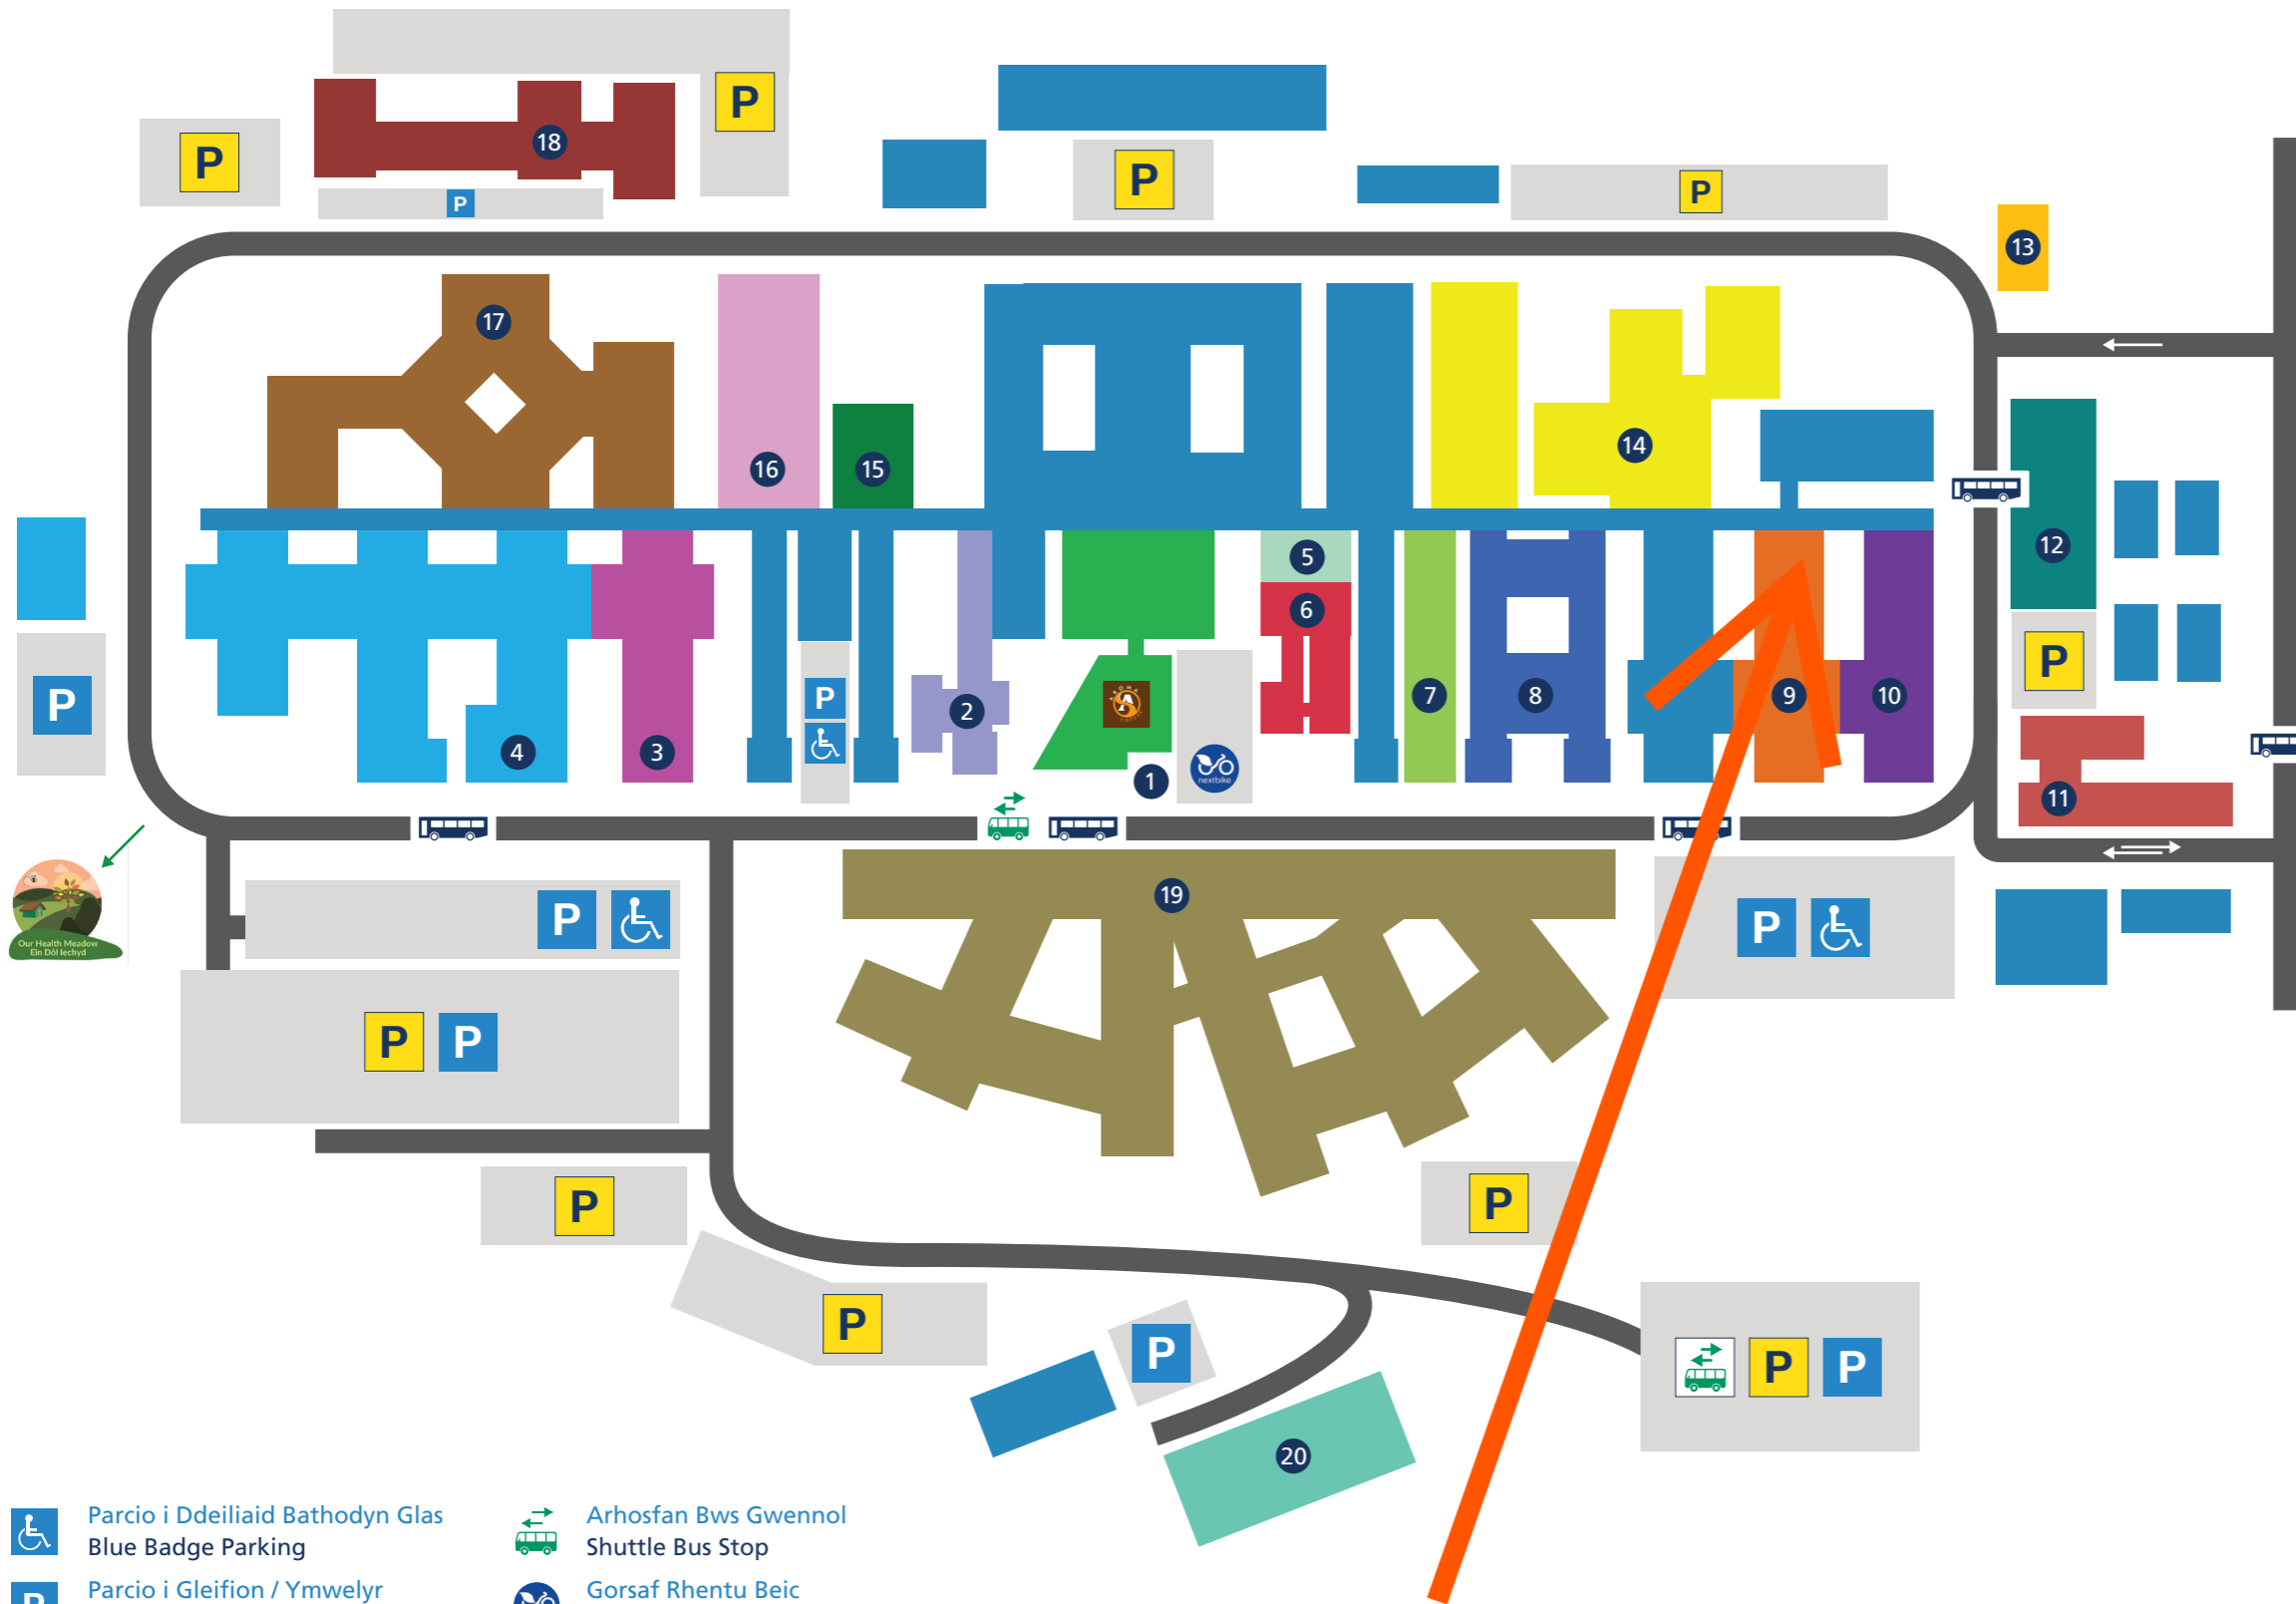 P
18
P
P
P
P
13
17
16
15
14
12
5
6
P
P
P
2
7
8
9
10
4
3
1
nextbike
11
19
P
P
Our Health Meadow
Ein Dôl Iechyd
P
P
P
P
P
P
P
P
20
Parcio i Ddeiliaid Bathodyn Glas
Blue Badge Parking
Parcio i Gleifion / Ymwelyr
P
Arhosfan Bws Gwennol
Shuttle Bus Stop
Gorsaf Rhentu Beic